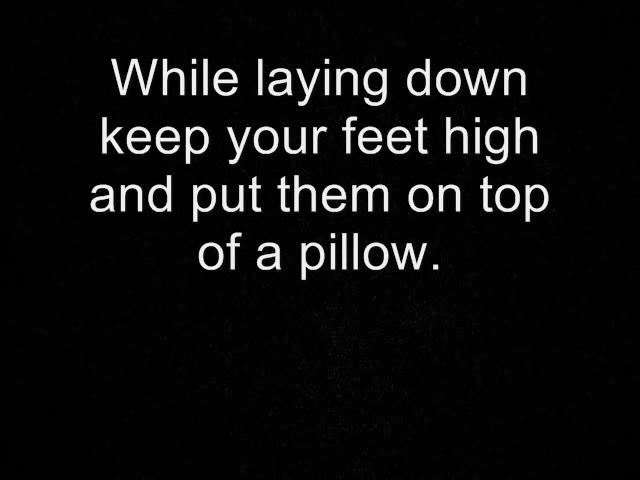 While laying down
keep your feet high
and put them on top
of a pillow.